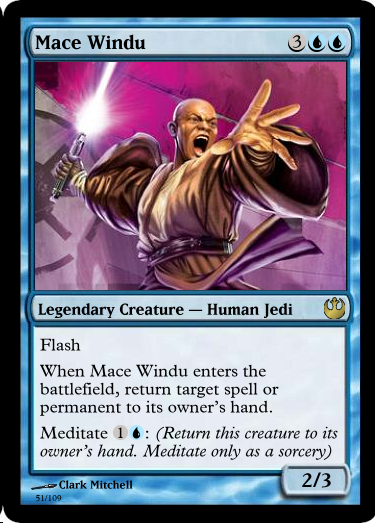 Mace Windu 3
Legendary Creature — Human Jedi
Flash
When Mace Windu enters the
battlefield, return target spell or
permanent to its owner's hand.
Meditate 1 : (Return this creature to its
owner's hand. Meditate only as a sorcery)
2/3
Clark Mitchell
51/109